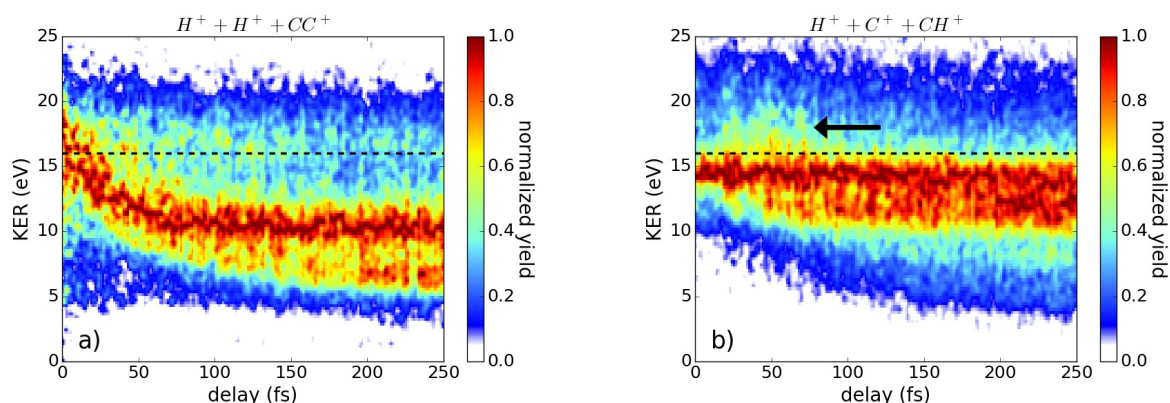 H⁺ + H⁺ + CC⁺
25
20
15
10
5
0
KER (eV)
a)
0 50 100 150 200 250
delay (fs)
1.0
0.8
0.6
0.4
0.2
0.0
normalized yield
H⁺ + C⁺ + CH⁺
25
20
15
10
5
0
KER (eV)
b)
0 50 100 150 200 250
delay (fs)
1.0
0.8
0.6
0.4
0.2
0.0
normalized yield